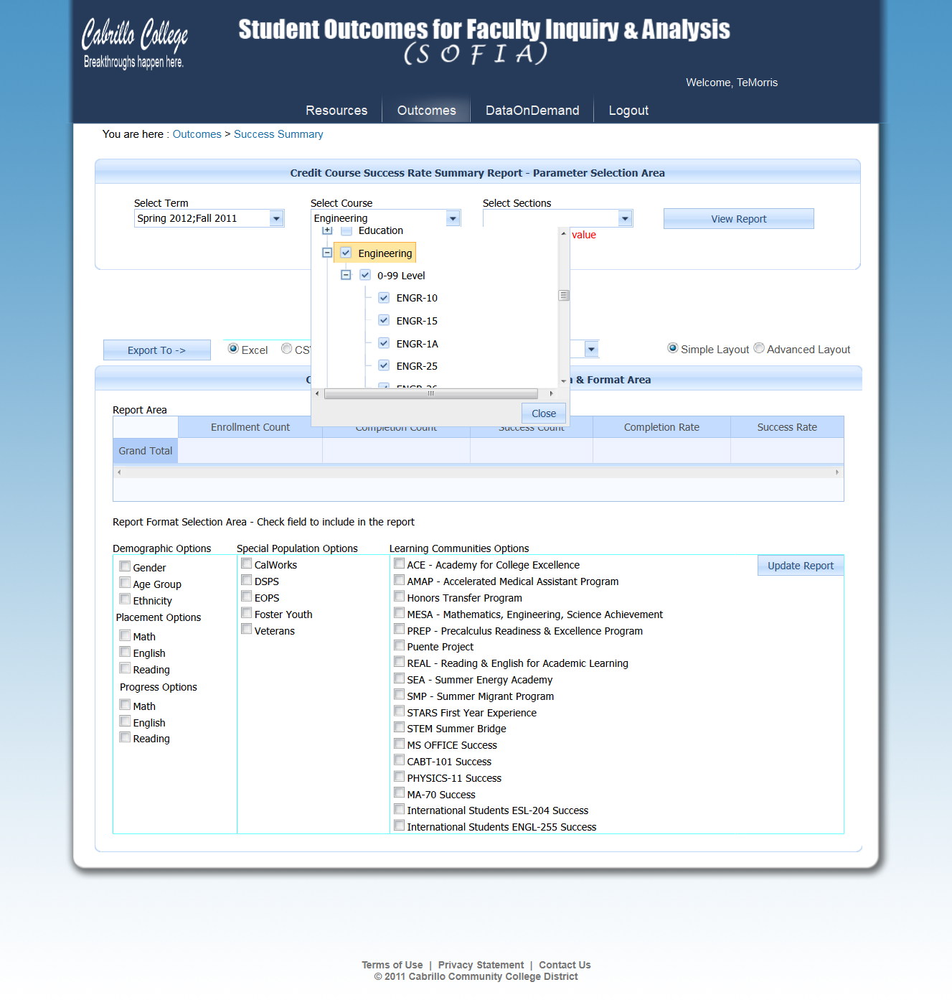 Cabrillo College
Breakthroughs happen here.
Student Outcomes for Faculty Inquiry & Analysis
(SOFIA)
Welcome, TeMorris
Resources Outcomes DataOnDemand Logout
You are here : Outcomes > Success Summary
Credit Course Success Rate Summary Report - Parameter Selection Area
Select Term Select Course Select Sections
Spring 2012;Fall 2011 Engineering View Report
Education value
Engineering
0-99 Level
ENGR-10
ENGR-15
ENGR-1A
Export To -> Excel Simple Layout Advanced Layout
ENGR-25
& Format Area
Close
Report Area
Enrollment Count Completion Count Success Count Completion Rate Success Rate
Grand Total
Report Format Selection Area - Check field to include in the report
Demographic Options Special Population Options Learning Communities Options
Gender CalWorks ACE - Academy for College Excellence Update Report
Age Group DSPS AMAP - Accelerated Medical Assistant Program
Ethnicity EOPS Honors Transfer Program
Placement Options Foster Youth MESA - Mathematics, Engineering, Science Achievement
Math Veterans PREP - Precalculus Readiness & Excellence Program
English Puente Project
Reading REAL - Reading & English for Academic Learning
Progress Options SEA - Summer Energy Academy
Math SMP - Summer Migrant Program
English STARS First Year Experience
Reading STEM Summer Bridge
MS OFFICE Success
CABT-101 Success
PHYSICS-11 Success
MA-70 Success
International Students ESL-204 Success
International Students ENGL-255 Success
Terms of Use | Privacy Statement | Contact Us
© 2011 Cabrillo Community College District